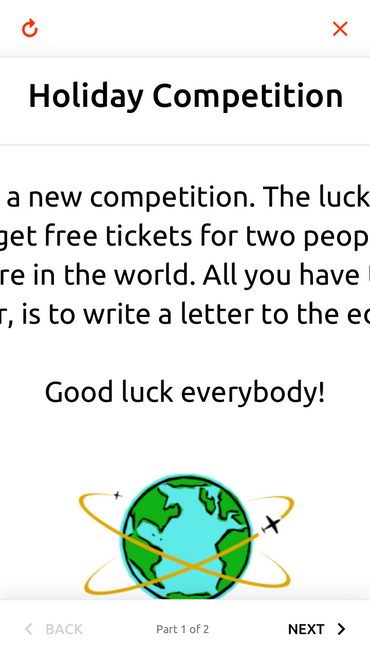 Holiday Competition
a new competition. The luck
get free tickets for two peop
re in the world. All you have
r, is to write a letter to the ed
Good luck everybody!
BACK
Part 1 of 2
NEXT